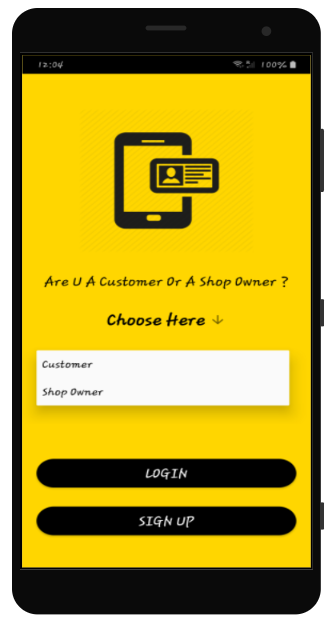 12:04 100%
Are U A Customer Or A Shop Owner ?
Choose Here ↓
Customer
Shop Owner
LOGIN
SIGN UP